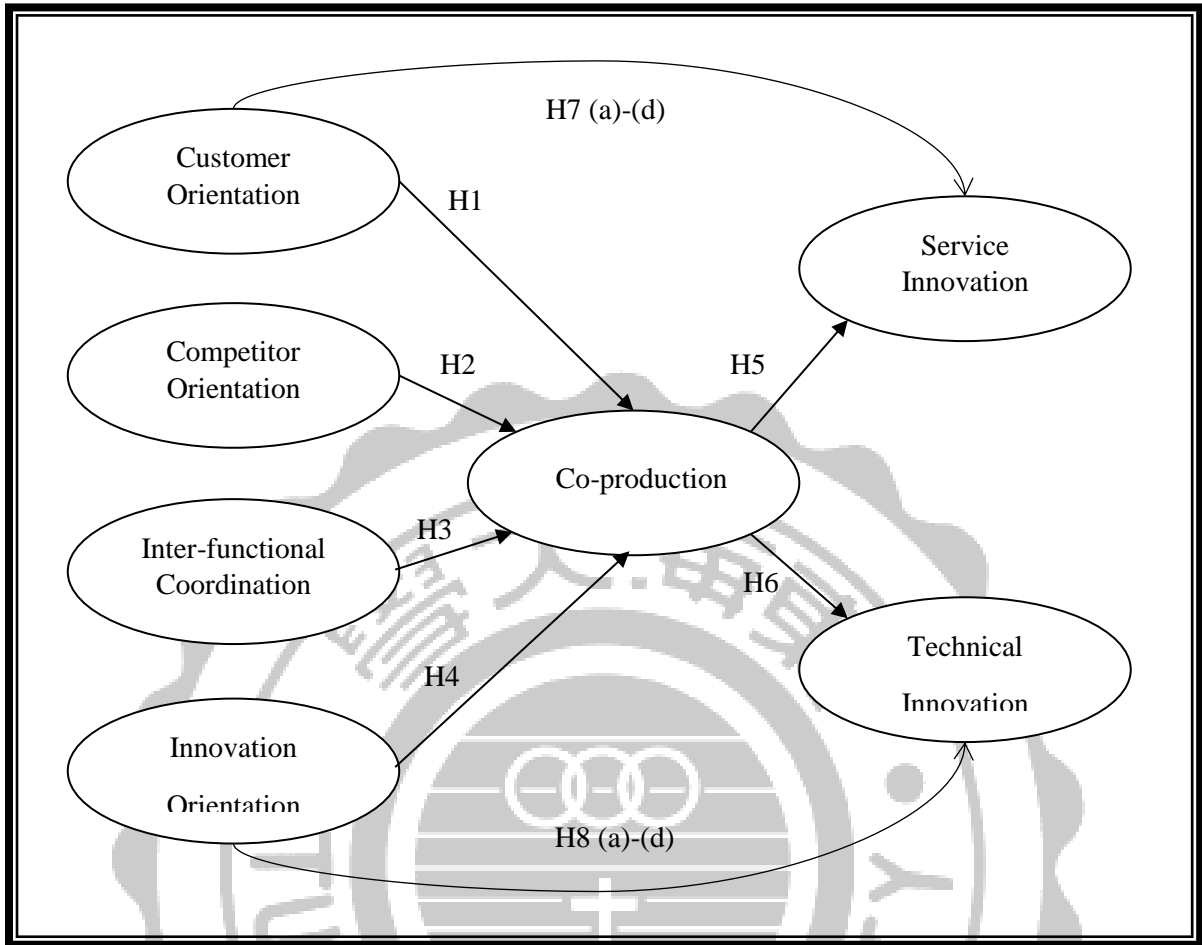 H7 (a)-(d)
Customer
Orientation
H1
Service
Innovation
Competitor
Orientation
H2
H5
Co-production
Inter-functional
Coordination
H3
H6
Technical
Innovation
H4
Innovation
Orientation
H8 (a)-(d)